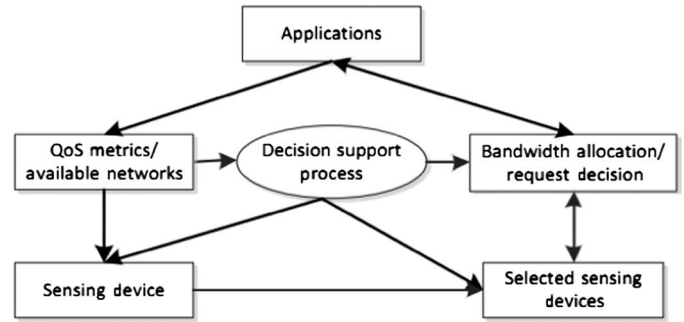 Applications
QoS metrics/
available networks
Decision support
process
Bandwidth allocation/
request decision
Sensing device
Selected sensing
devices